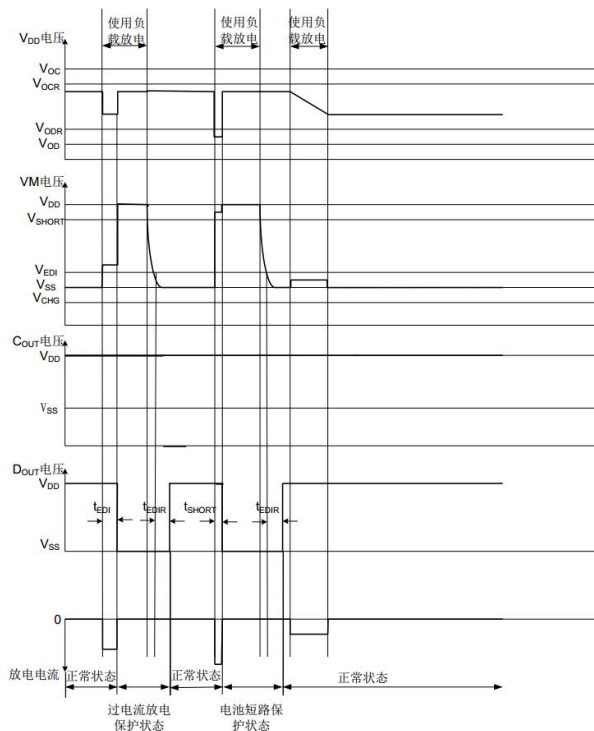 使用负
载放电
使用负
载放电
使用负
载放电
VDD电压
VOC
VOCR
VODR
VOD
VM电压
VDD
VSHORT
VEDI
VSS
VCHG
COUT电压
VDD
VSS
DOUT电压
VDD
tEDI
tEDIR
tSHORT
tEDIR
VSS
0
放电电流
正常状态
正常状态
正常状态
过电流放电
保护状态
电池短路保
护状态